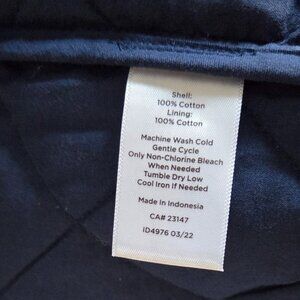 Shell:
100% Cotton
Lining:
100% Cotton
Machine Wash Cold
Gentle Cycle
Only Non-Chlorine Bleach
When Needed
Tumble Dry Low
Cool Iron If Needed
Made In Indonesia
CA# 23147
ID4976 03/22